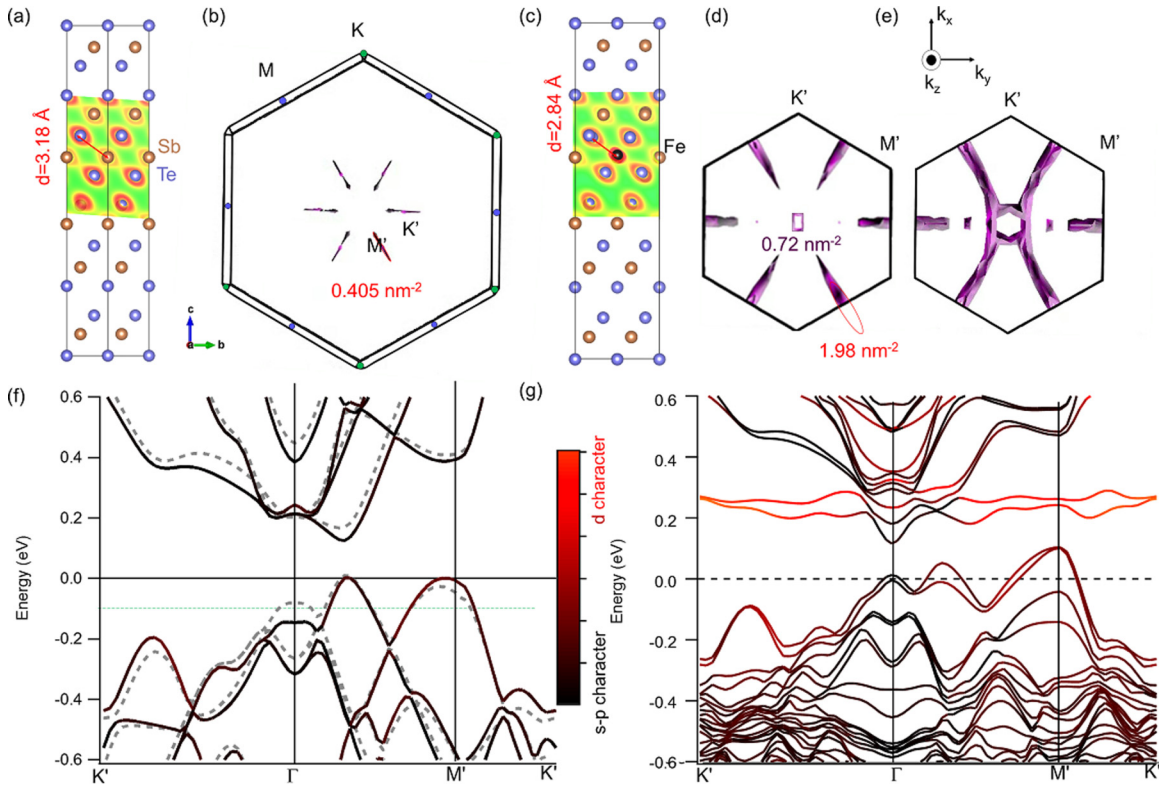 (a)
(b)
(c)
(d)
(e)
K
M
K'
M'
0.405 nm⁻²
d=3.18 Å
Sb
Te
c
a
b
d=2.84 Å
Fe
K'
M'
0.72 nm⁻²
1.98 nm⁻²
kₓ
k_y
k_z
K'
M'
(f)
0.6
0.4
0.2
0.0
-0.2
-0.4
-0.6
Energy (eV)
K'
Γ
M'
K'
d character
s-p character
(g)
0.6
0.4
0.2
0.0
-0.2
-0.4
-0.6
Energy (eV)
K'
Γ
M'
K'